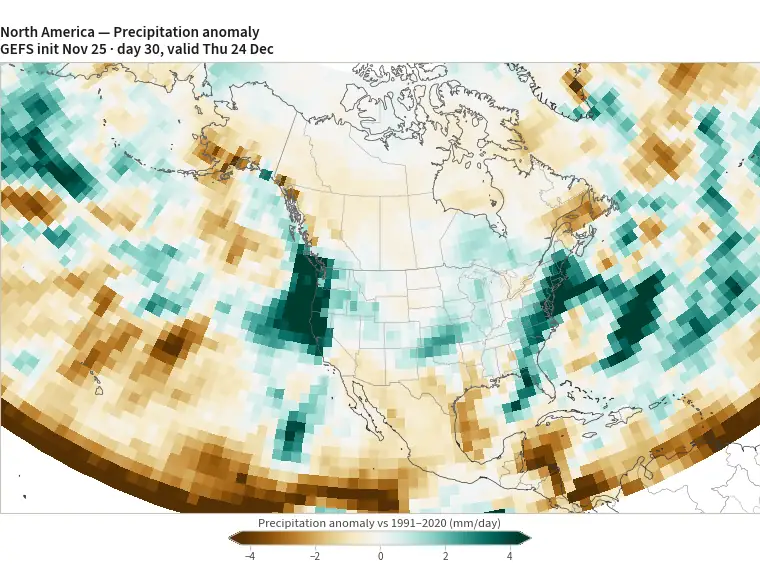 North America — Precipitation anomaly
GEFS init Nov 25 · day 30, valid Thu 24 Dec
Precipitation anomaly vs 1991–2020 (mm/day)
−4 −2 0 2 4